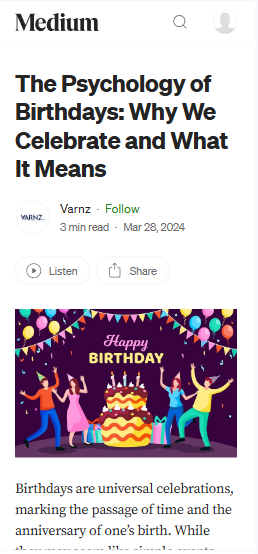 Medium
The Psychology of
Birthdays: Why We
Celebrate and What
It Means
VARNZ.
Varnz · Follow
3 min read · Mar 28, 2024
Listen
Share
Happy
BIRTHDAY
Birthdays are universal celebrations,
marking the passage of time and the
anniversary of one's birth. While